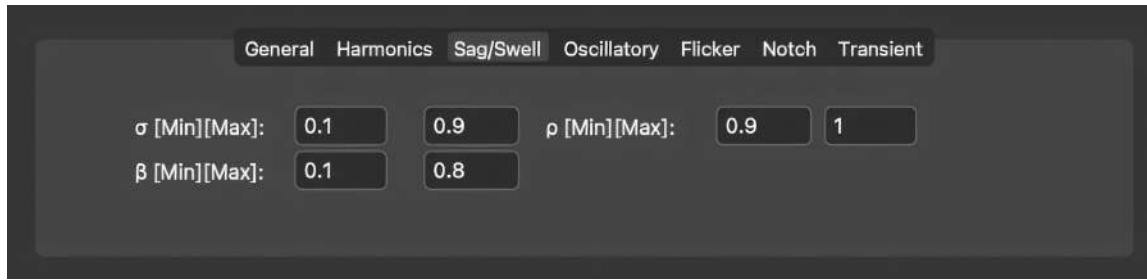 General Harmonics Sag/Swell Oscillatory Flicker Notch Transient
σ [Min][Max]: 0.1 0.9 ρ [Min][Max]: 0.9 1
β [Min][Max]: 0.1 0.8